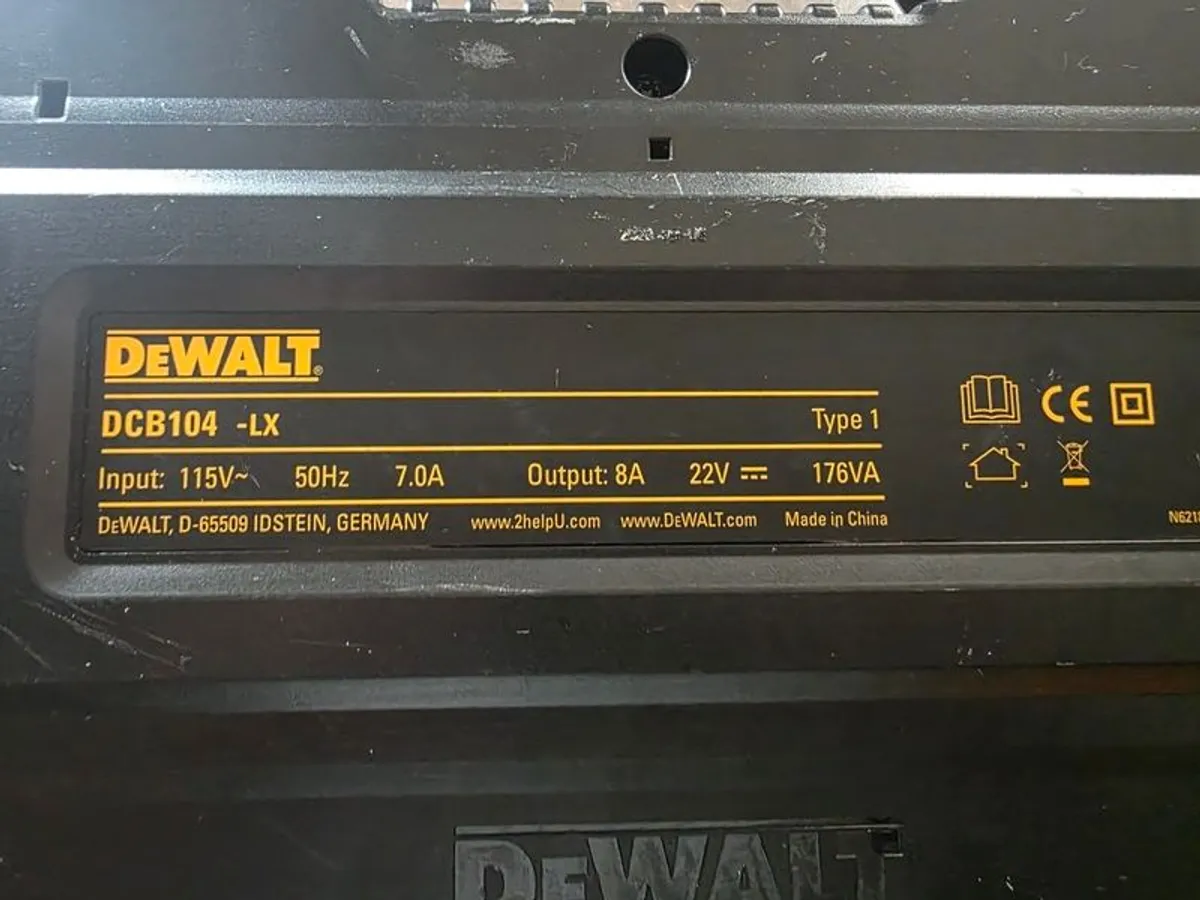 DEWALT®
DCB104 -LX Type 1
Input: 115V~ 50Hz 7.0A Output: 8A 22V ⎓ 176VA
DEWALT, D-65509 IDSTEIN, GERMANY www.2helpU.com www.DEWALT.com Made in China
CE
DEWALT